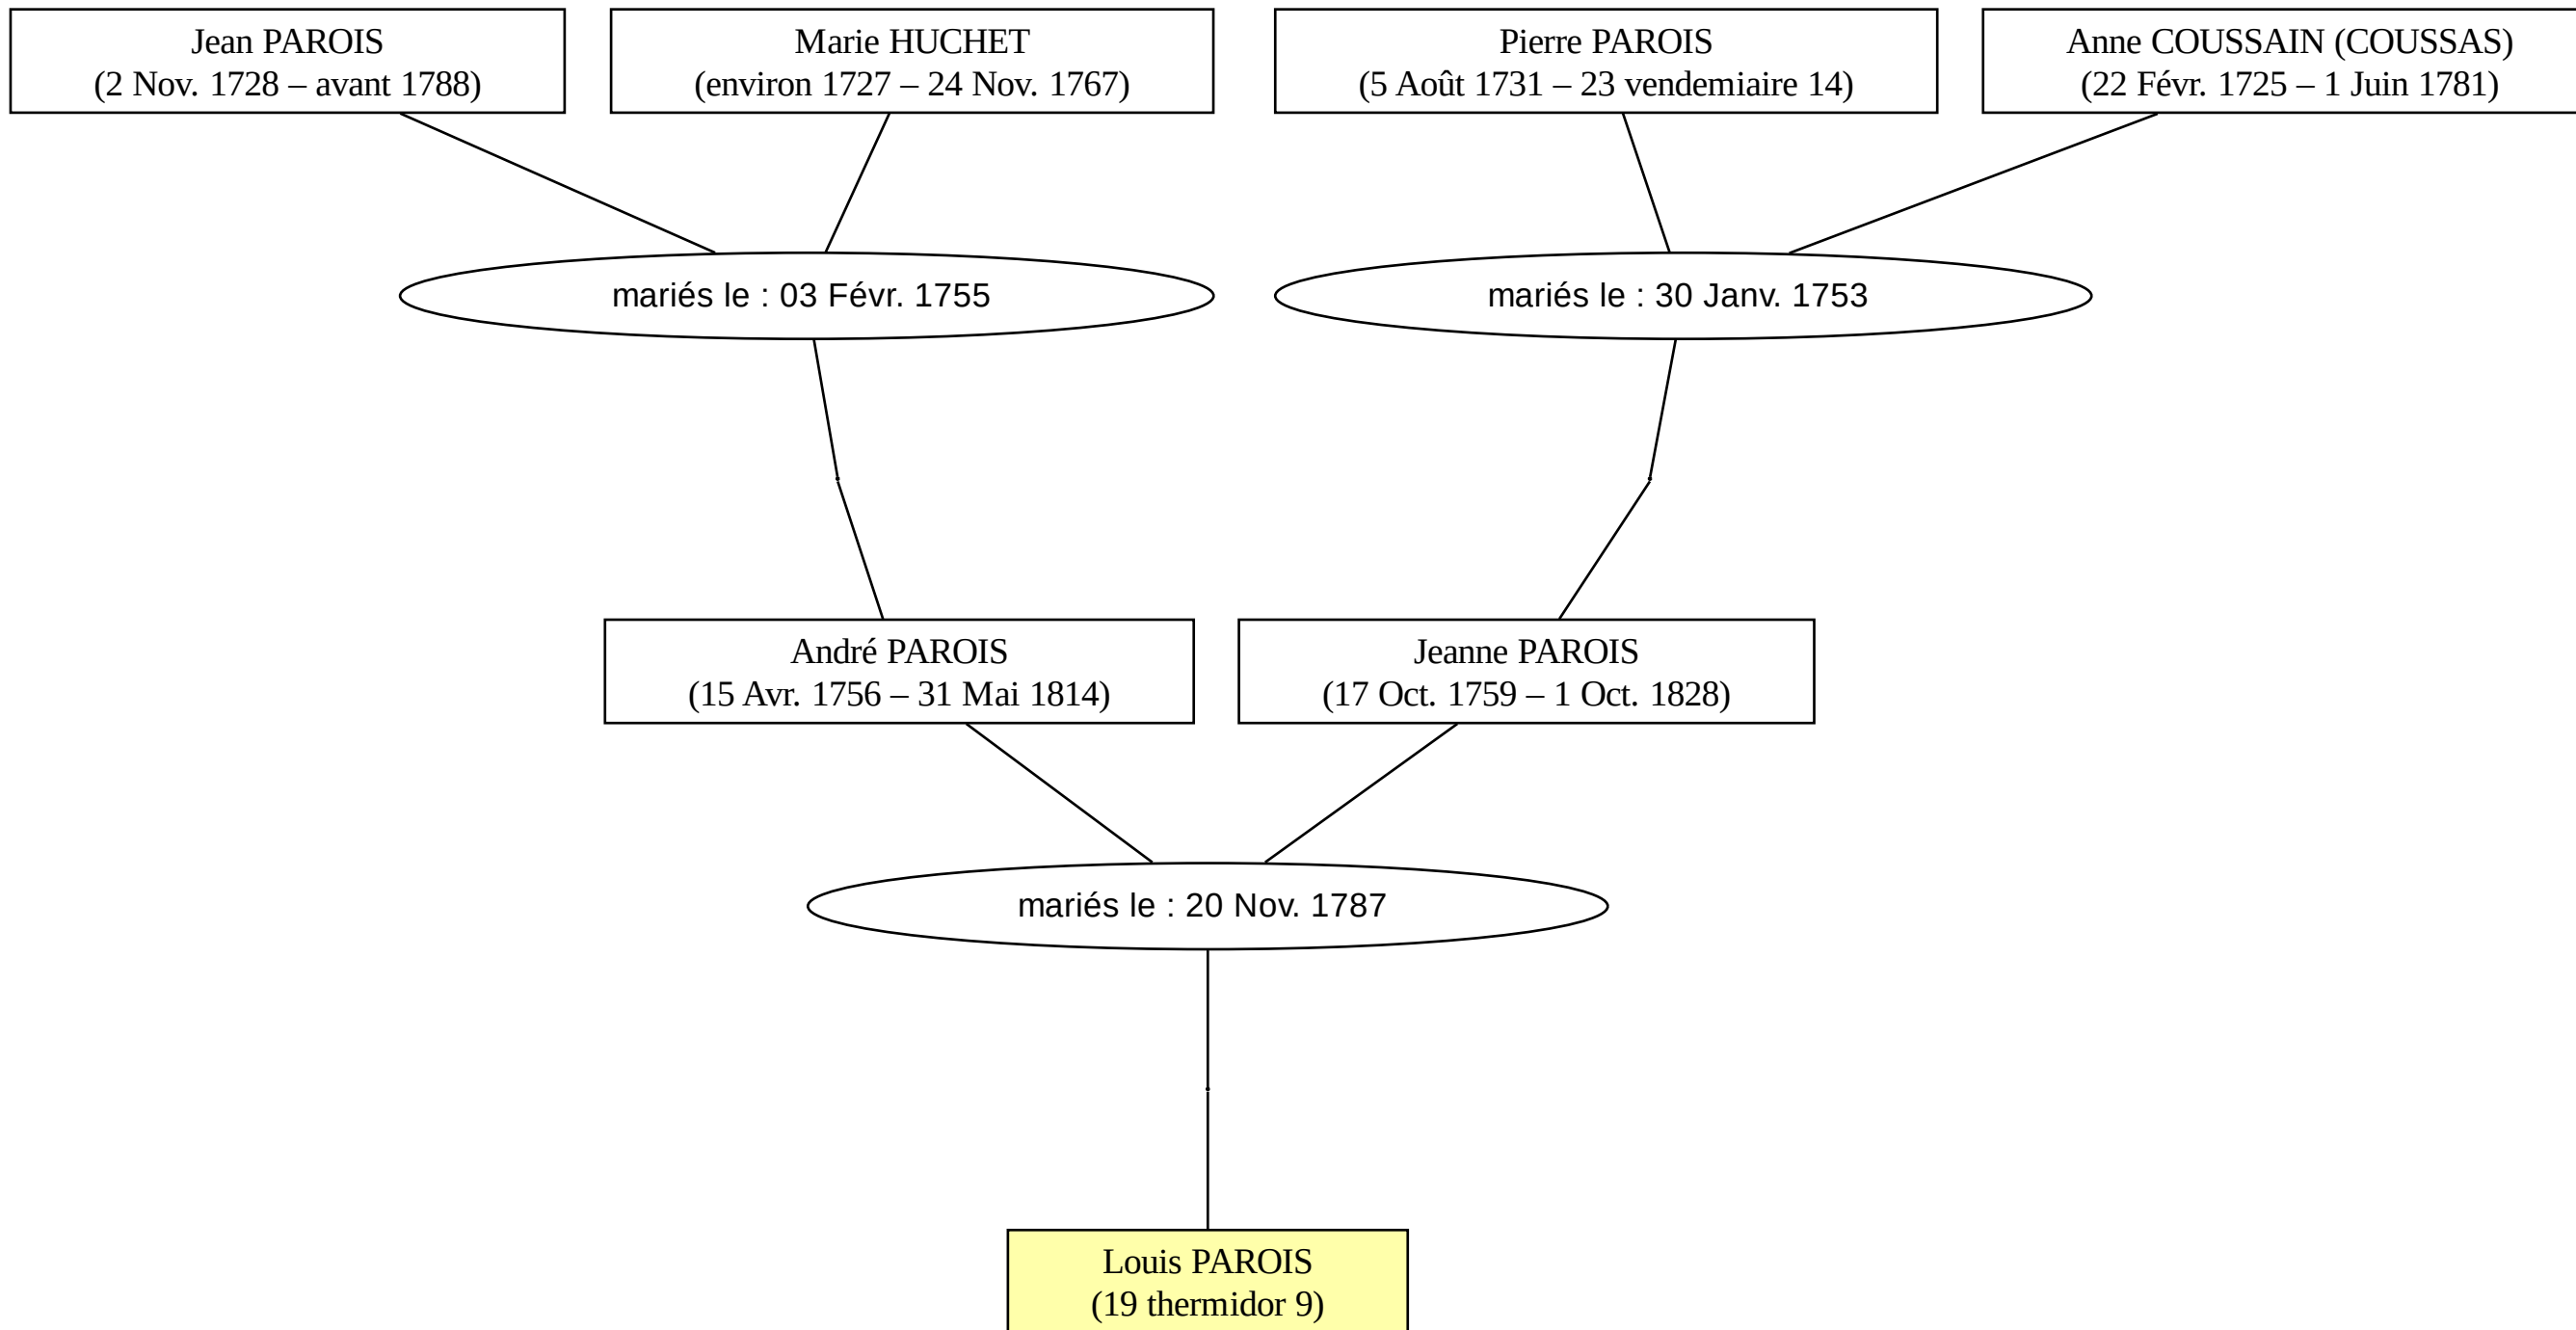 Jean PAROIS
(2 Nov. 1728 – avant 1788)
Marie HUCHET
(environ 1727 – 24 Nov. 1767)
Pierre PAROIS
(5 Août 1731 – 23 vendemiaire 14)
Anne COUSSAIN (COUSSAS)
(22 Févr. 1725 – 1 Juin 1781)
mariés le : 03 Févr. 1755
mariés le : 30 Janv. 1753
André PAROIS
(15 Avr. 1756 – 31 Mai 1814)
Jeanne PAROIS
(17 Oct. 1759 – 1 Oct. 1828)
mariés le : 20 Nov. 1787
Louis PAROIS
(19 thermidor 9)